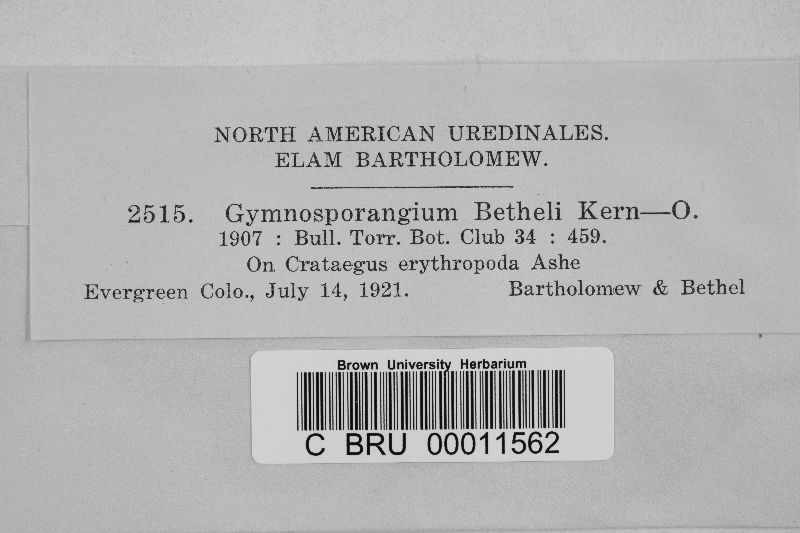 NORTH AMERICAN UREDINALES.
ELAM BARTHOLOMEW.
2515. Gymnosporangium Betheli Kern—O.
1907 : Bull. Torr. Bot. Club 34 : 459.
On Crataegus erythropoda Ashe
Evergreen Colo., July 14, 1921. Bartholomew & Bethel
Brown University Herbarium
C BRU 00011562